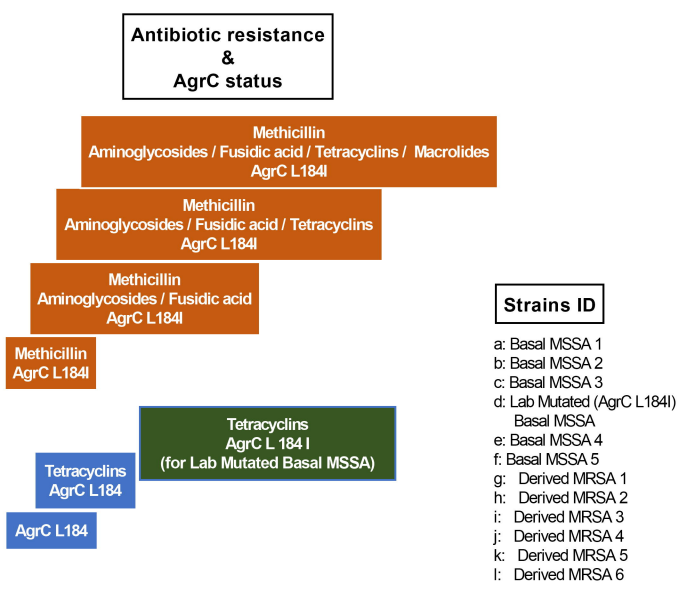 Antibiotic resistance
&
AgrC status
Methicillin
Aminoglycosides / Fusidic acid / Tetracyclins / Macrolides
AgrC L184I
Methicillin
Aminoglycosides / Fusidic acid / Tetracyclins
AgrC L184I
Methicillin
Aminoglycosides / Fusidic acid
AgrC L184I
Methicillin
AgrC L184I
Tetracyclins
AgrC L 184 I
(for Lab Mutated Basal MSSA)
Tetracyclins
AgrC L184
AgrC L184
Strains ID
a: Basal MSSA 1
b: Basal MSSA 2
c: Basal MSSA 3
d: Lab Mutated (AgrC L184I)
Basal MSSA
e: Basal MSSA 4
f: Basal MSSA 5
g: Derived MRSA 1
h: Derived MRSA 2
i: Derived MRSA 3
j: Derived MRSA 4
k: Derived MRSA 5
l: Derived MRSA 6